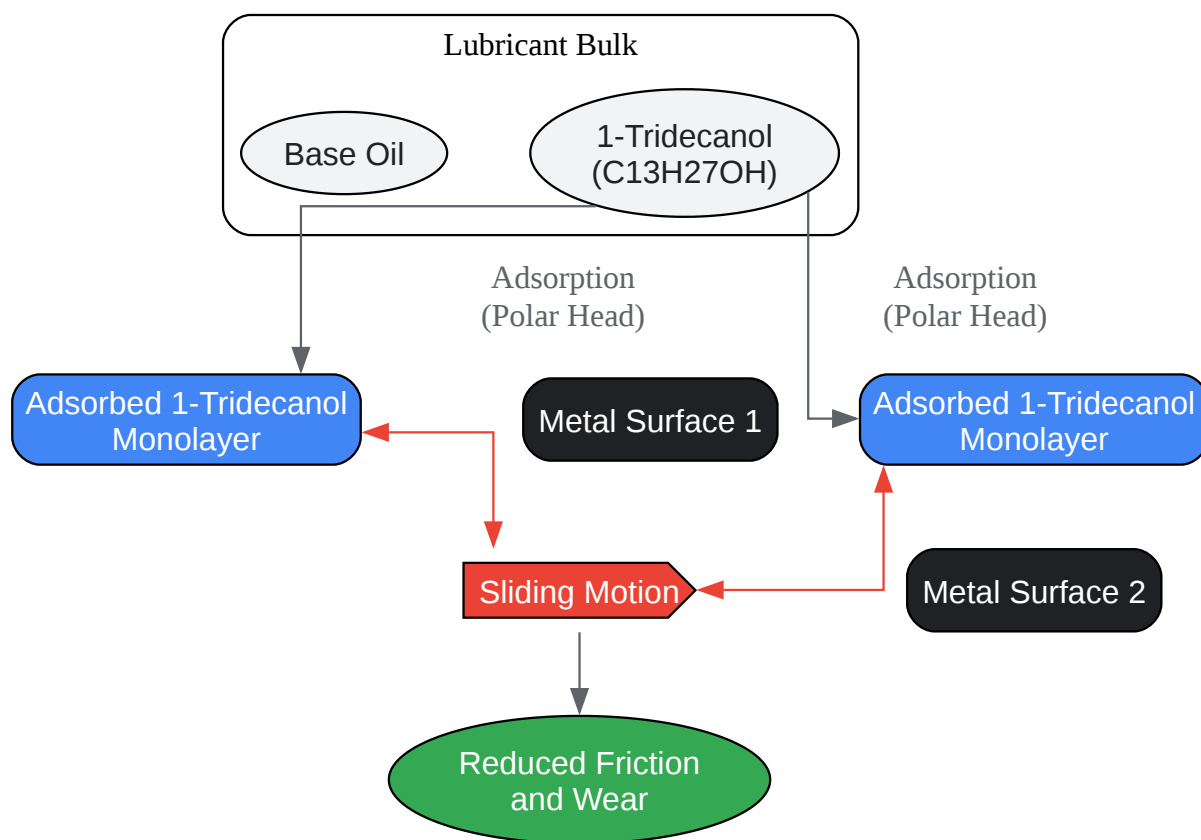 Lubricant Bulk
Base Oil
1-Tridecanol
(C13H27OH)
Adsorption
(Polar Head)
Adsorption
(Polar Head)
Adsorbed 1-Tridecanol
Monolayer
Metal Surface 1
Adsorbed 1-Tridecanol
Monolayer
Sliding Motion
Metal Surface 2
Reduced Friction
and Wear